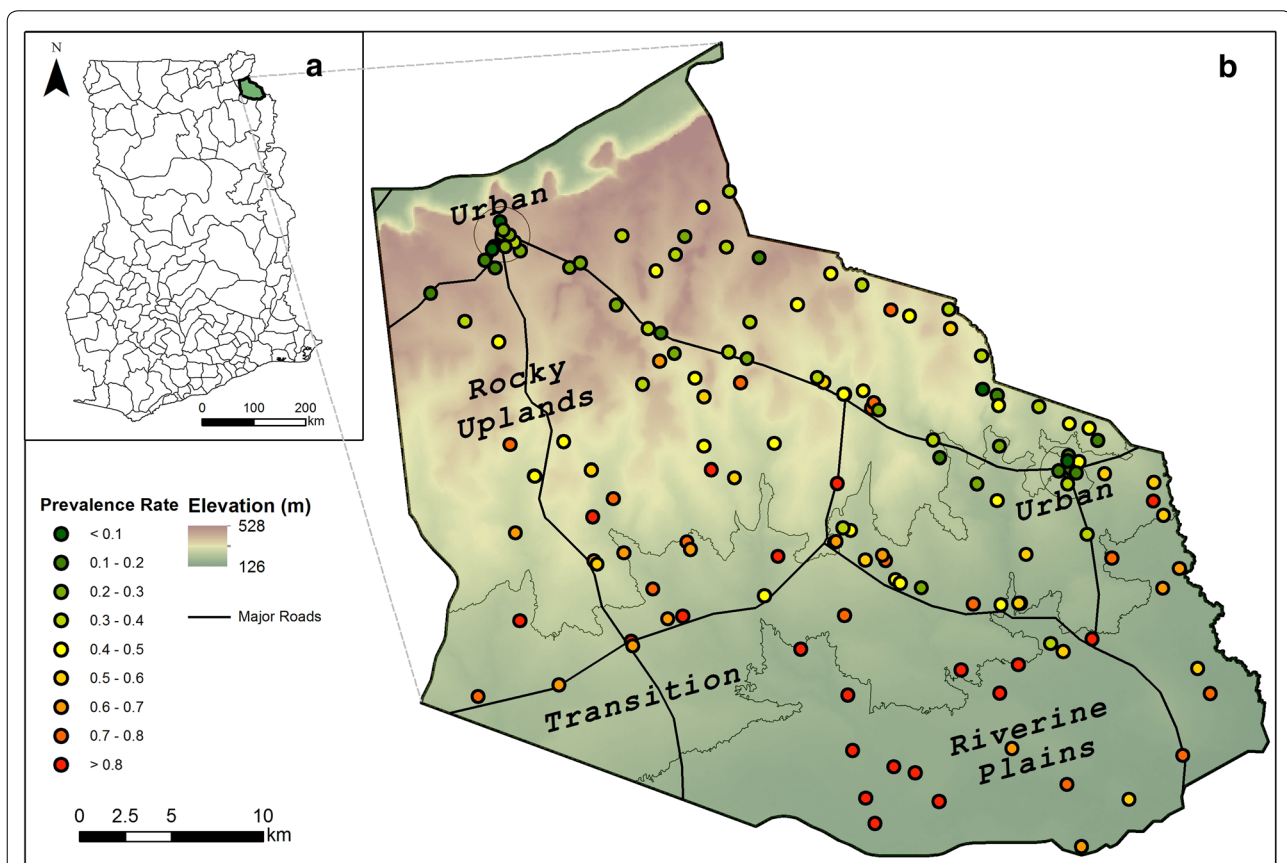 N
a
b
0 100 200
km
Urban
Rocky
Uplands
Urban
Transition
Riverine
Plains
Prevalence Rate
< 0.1
0.1 - 0.2
0.2 - 0.3
0.3 - 0.4
0.4 - 0.5
0.5 - 0.6
0.6 - 0.7
0.7 - 0.8
> 0.8
Elevation (m)
528
126
Major Roads
0 2.5 5 10
km